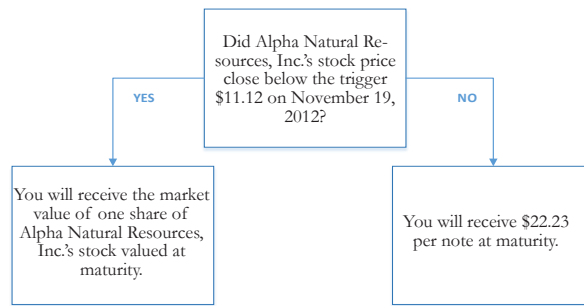 Did Alpha Natural Re-
sources, Inc.'s stock price
close below the trigger
$11.12 on November 19,
2012?
YES
NO
You will receive the market
value of one share of
Alpha Natural Resources,
Inc.'s stock valued at
maturity.
You will receive $22.23
per note at maturity.